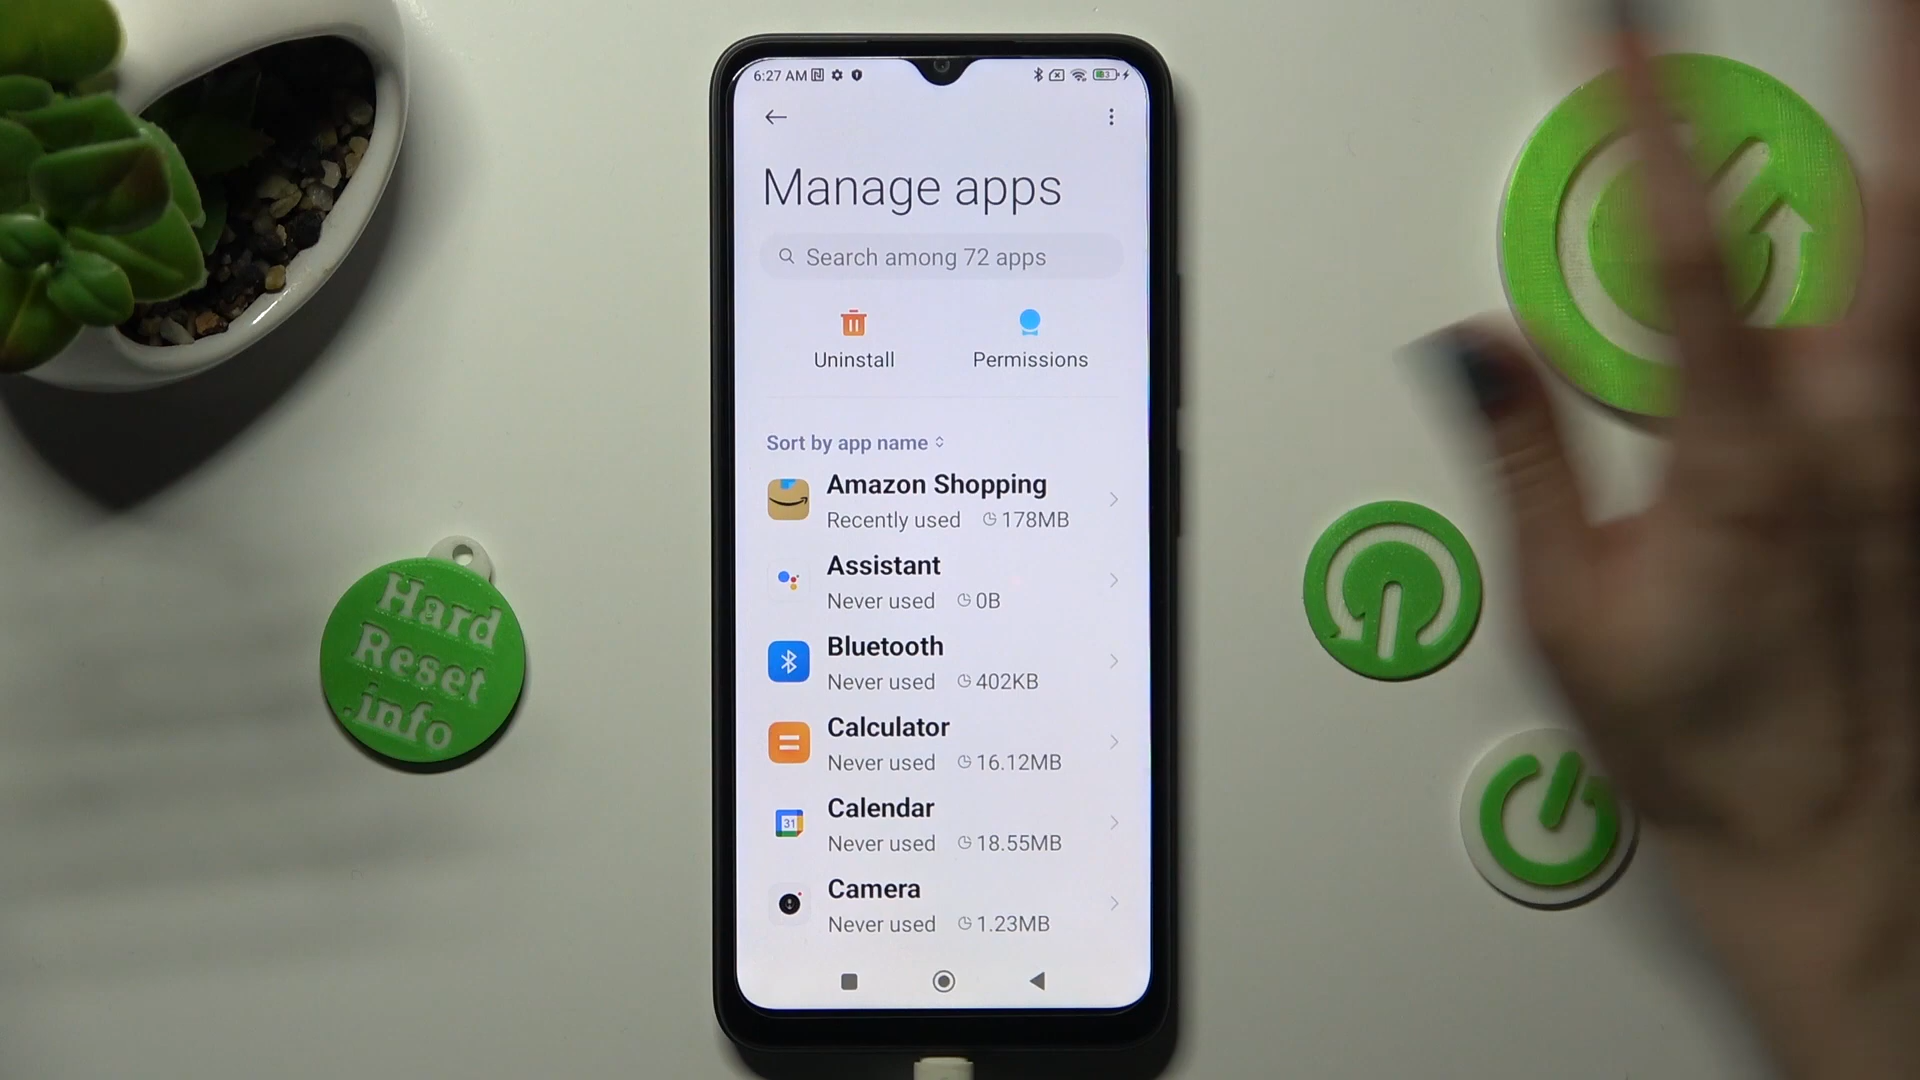 6:27 AM
Manage apps
Search among 72 apps
Uninstall
Permissions
Sort by app name
Amazon Shopping
Recently used 178MB
Assistant
Never used 0B
Bluetooth
Never used 402KB
Calculator
Never used 16.12MB
31
Calendar
Never used 18.55MB
Camera
Never used 1.23MB
Hard
Reset
.info